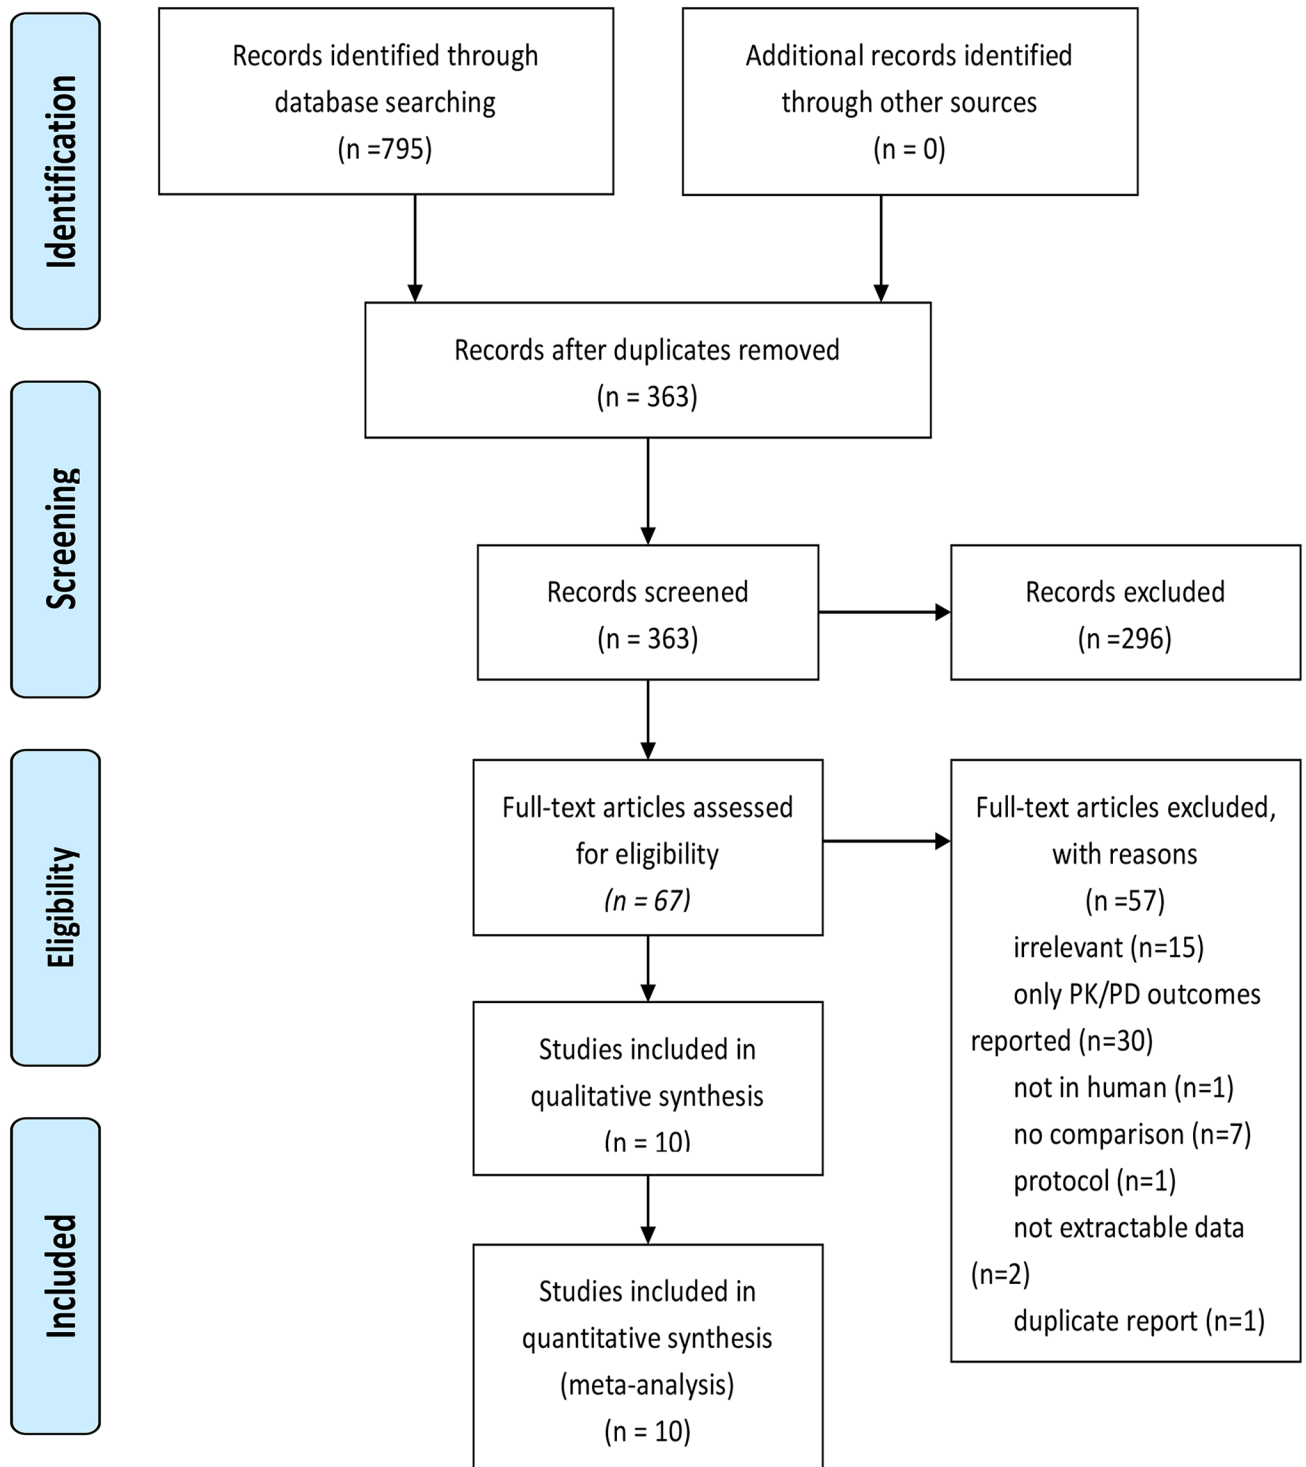 Identification
Records identified through
database searching
(n =795)
Additional records identified
through other sources
(n = 0)
Records after duplicates removed
(n = 363)
Screening
Records screened
(n = 363)
Records excluded
(n =296)
Eligibility
Full-text articles assessed
for eligibility
(n = 67)
Full-text articles excluded,
with reasons
(n =57)
irrelevant (n=15)
only PK/PD outcomes
reported (n=30)
not in human (n=1)
no comparison (n=7)
protocol (n=1)
not extractable data
(n=2)
duplicate report (n=1)
Studies included in
qualitative synthesis
(n = 10)
Included
Studies included in
quantitative synthesis
(meta-analysis)
(n = 10)